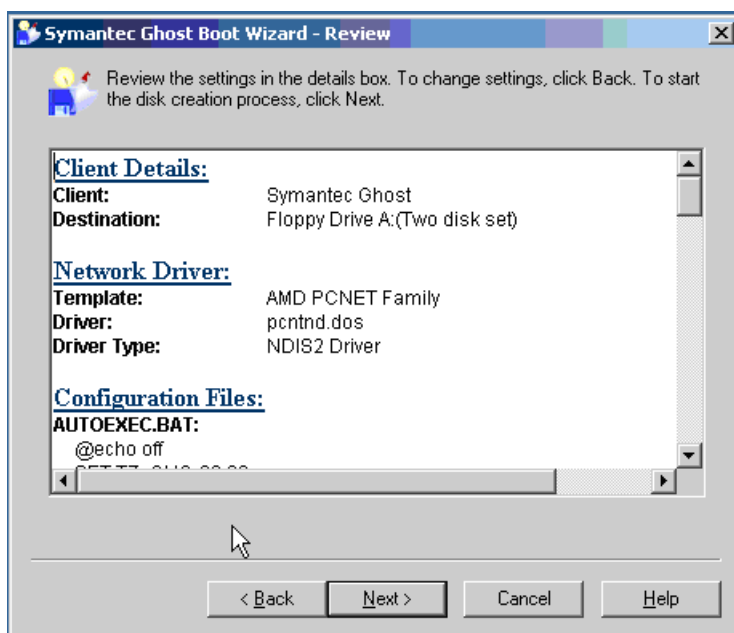 Symantec Ghost Boot Wizard - Review
Review the settings in the details box. To change settings, click Back. To start
the disk creation process, click Next.
Client Details:
Client: Symantec Ghost
Destination: Floppy Drive A:(Two disk set)
Network Driver:
Template: AMD PCNET Family
Driver: pcntnd.dos
Driver Type: NDIS2 Driver
Configuration Files:
AUTOEXEC.BAT:
@echo off
< Back Next > Cancel Help